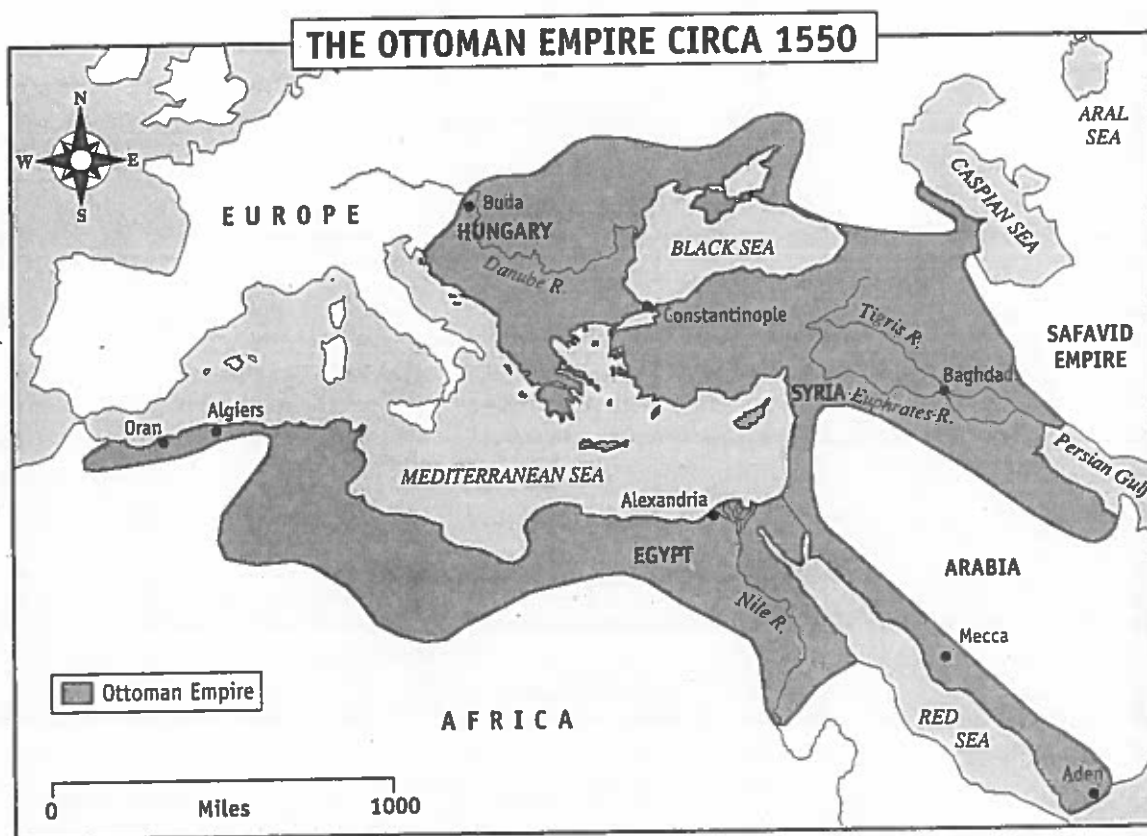 THE OTTOMAN EMPIRE CIRCA 1550
N
W
E
S
ARAL
SEA
CASPIAN SEA
EUROPE
Buda
HUNGARY
Danube R.
BLACK SEA
Constantinople
Tigris R.
SAFAVID
EMPIRE
Baghdad
SYRIA
Euphrates R.
Algiers
Oran
MEDITERRANEAN SEA
Persian Gulf
Alexandria
EGYPT
ARABIA
Nile R.
Mecca
Ottoman Empire
AFRICA
RED
SEA
Aden
0
Miles
1000